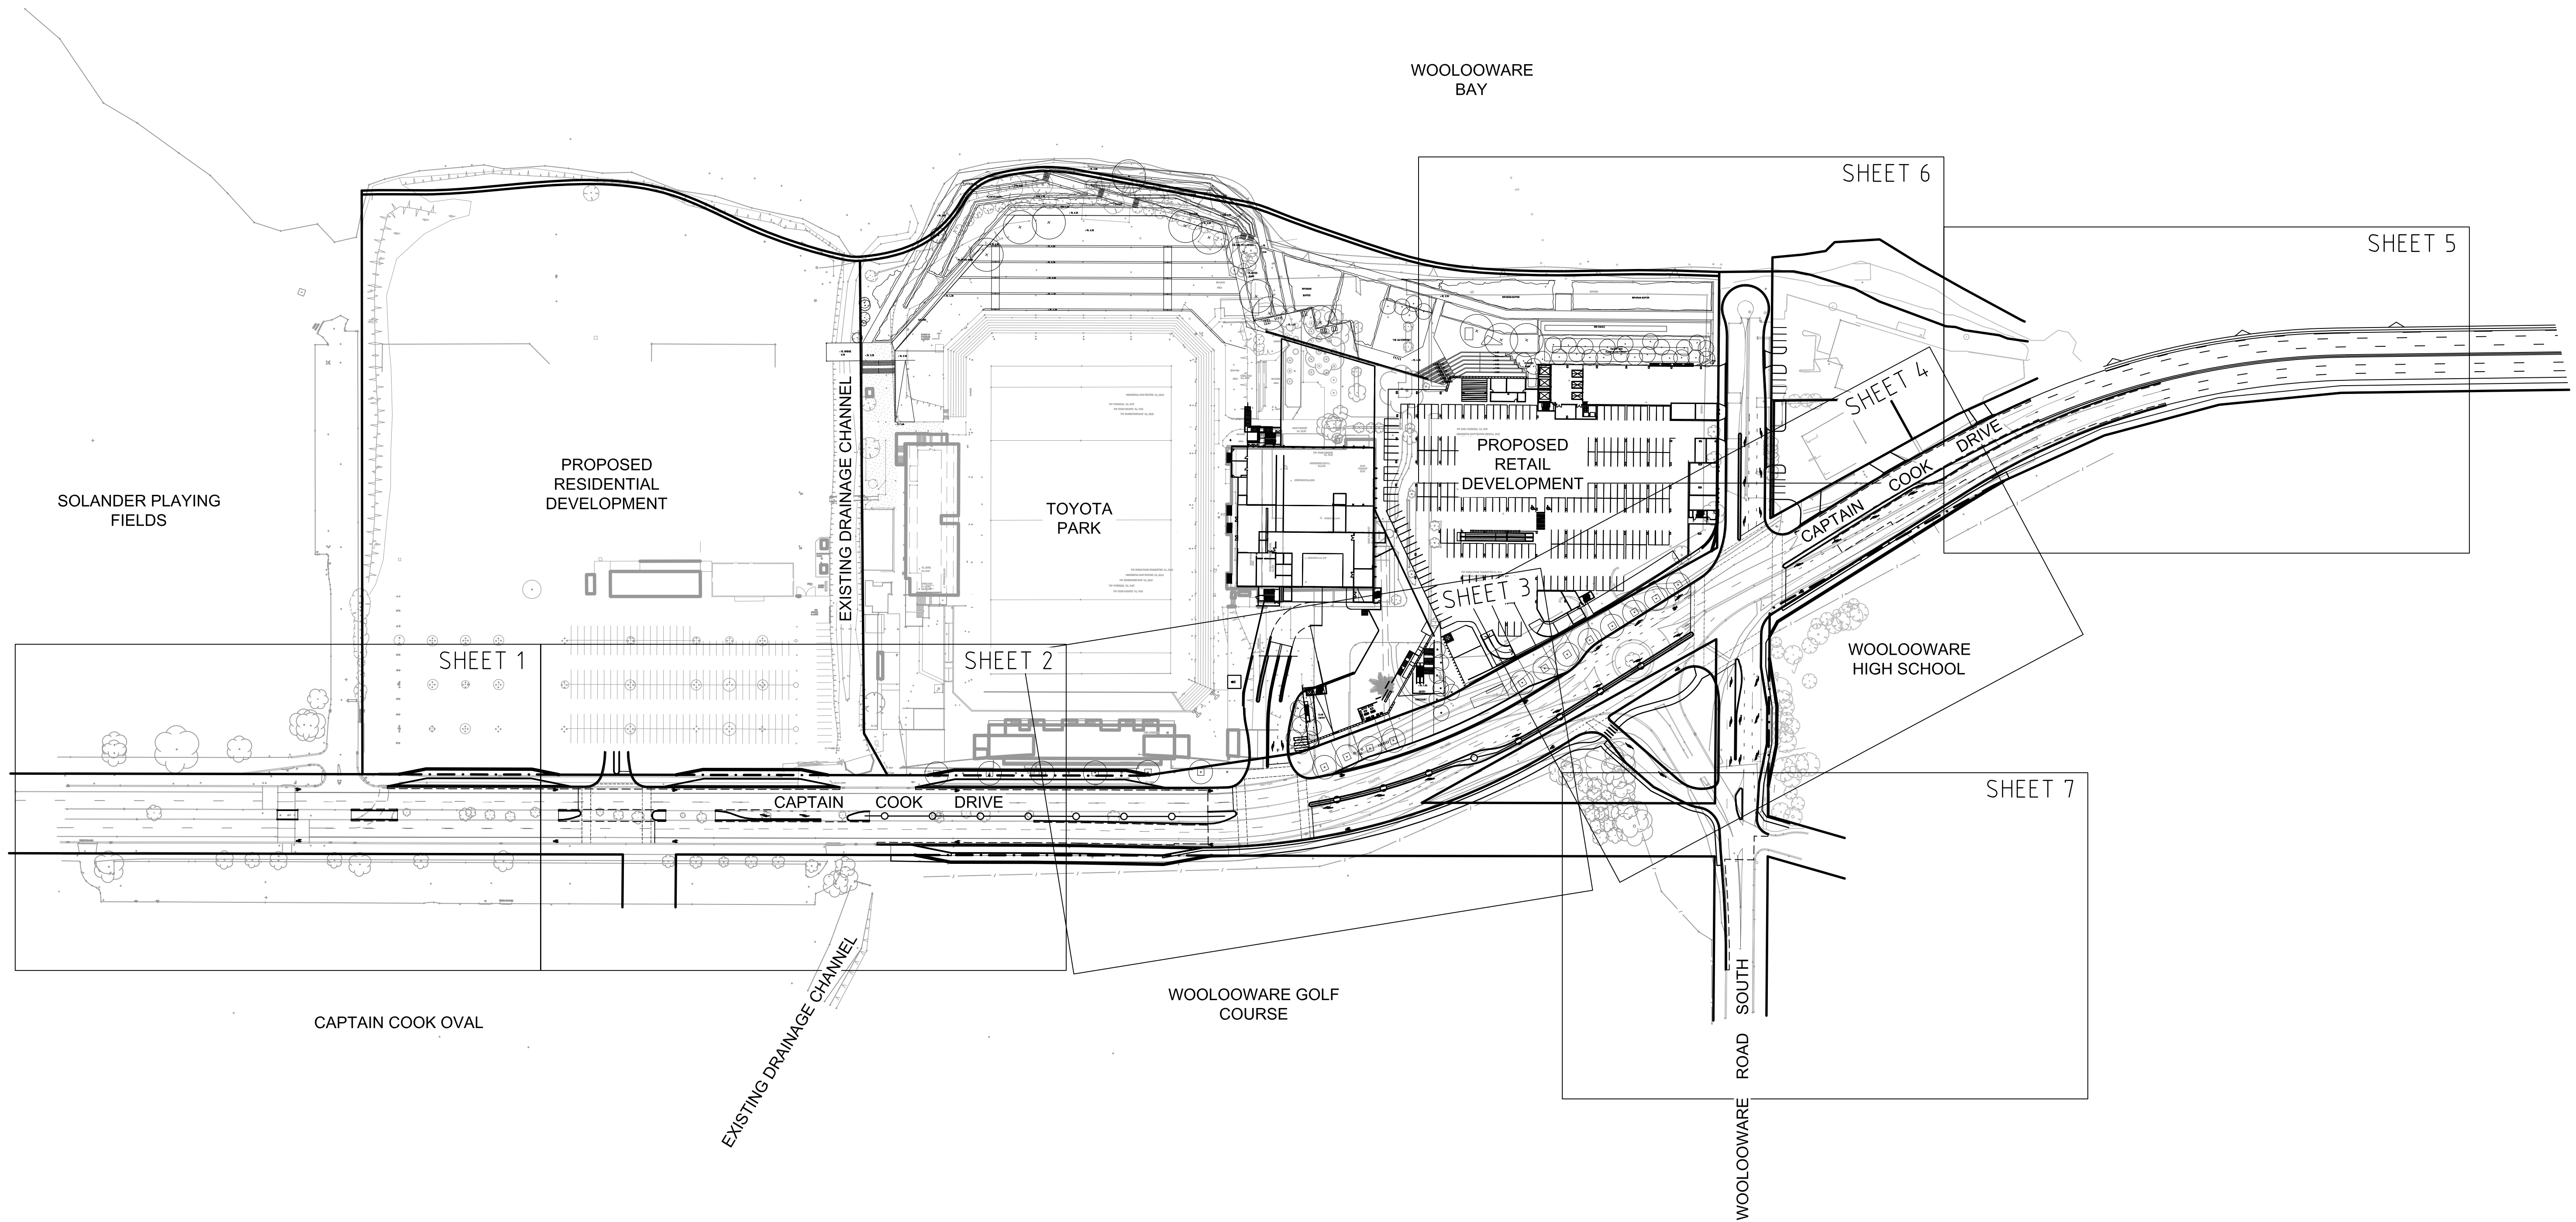 WOOLOOWARE
BAY
SHEET 6
SHEET 5
SHEET 4
CAPTAIN COOK DRIVE
PROPOSED
RETAIL
DEVELOPMENT
PROPOSED
RESIDENTIAL
DEVELOPMENT
SOLANDER PLAYING
FIELDS
EXISTING DRAINAGE CHANNEL
TOYOTA
PARK
SHEET 3
SHEET 1
SHEET 2
WOOLOOWARE
HIGH SCHOOL
SHEET 7
CAPTAIN COOK DRIVE
EXISTING DRAINAGE CHANNEL
CAPTAIN COOK OVAL
WOOLOOWARE GOLF
COURSE
WOOLOOWARE ROAD SOUTH